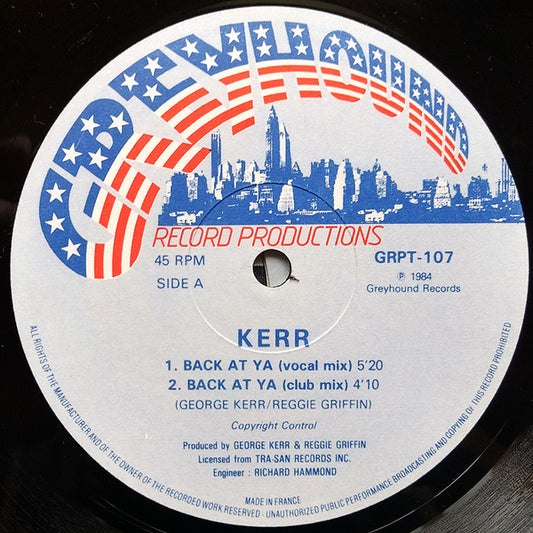 GREYHOUND
RECORD PRODUCTIONS
45 RPM
SIDE A
GRPT-107
℗ 1984
Greyhound Records
KERR
1. BACK AT YA (vocal mix) 5'20
2. BACK AT YA (club mix) 4'10
(GEORGE KERR/REGGIE GRIFFIN)
Copyright Control
Produced by GEORGE KERR & REGGIE GRIFFIN
Licensed from TRA-SAN RECORDS INC.
Engineer : RICHARD HAMMOND
MADE IN FRANCE
ALL RIGHTS OF THE MANUFACTURER AND OF THE OWNER OF THE RECORDED WORK RESERVED - UNAUTHORIZED PUBLIC PERFORMANCE BROADCASTING AND COPYING OF THIS RECORD PROHIBITED